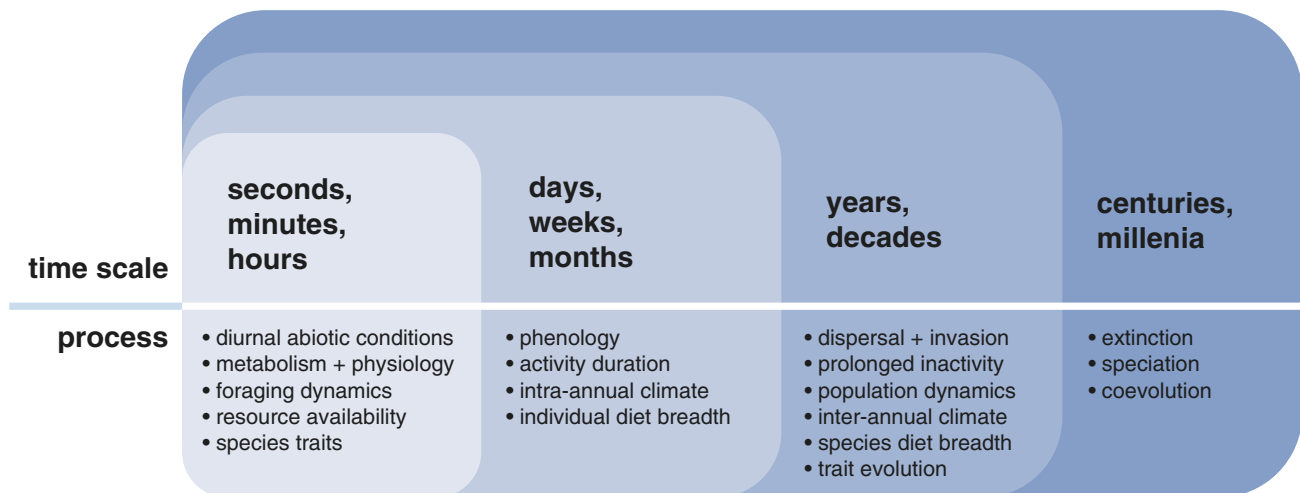 seconds,
minutes,
hours
days,
weeks,
months
years,
decades
centuries,
millenia
time scale
process
• diurnal abiotic conditions
• metabolism + physiology
• foraging dynamics
• resource availability
• species traits
• phenology
• activity duration
• intra-annual climate
• individual diet breadth
• dispersal + invasion
• prolonged inactivity
• population dynamics
• inter-annual climate
• species diet breadth
• trait evolution
• extinction
• speciation
• coevolution